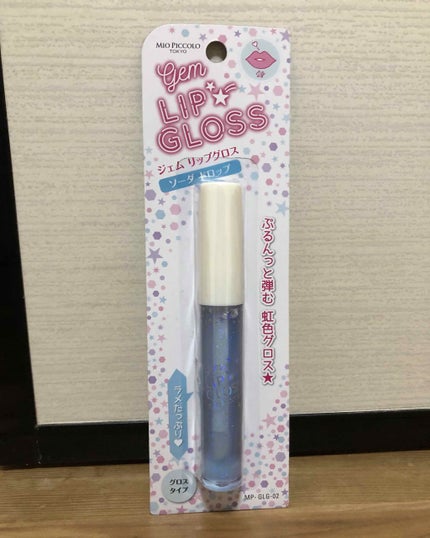 MIO PICCOLO
TOKYO
Gem
LIP
GLOSS
ジェム リップグロス
ソーダ ドロップ
ぷるんっと弾む 虹色グロス★
ラメたっぷり♥
LIP
GLOSS
グロス
タイプ
MP-GLG-02